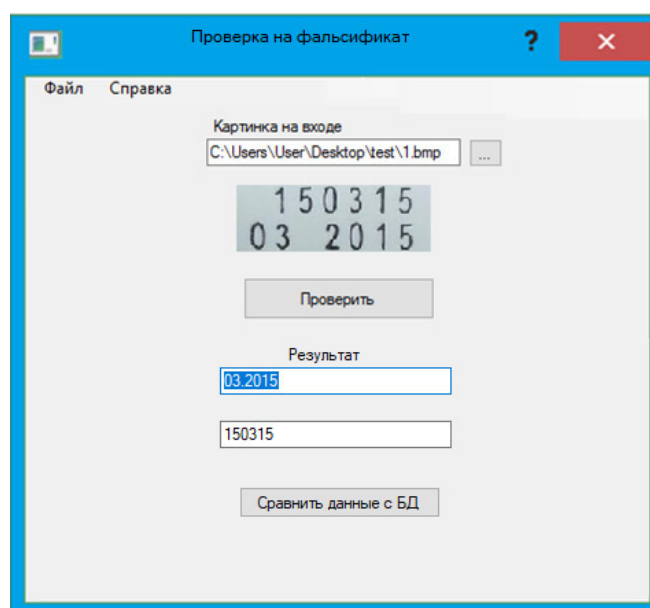 Проверка на фальсификат
?
Файл Справка
Картинка на входе
C:\Users\User\Desktop\test\1.bmp
...
150315
03 2015
Проверить
Результат
03.2015
150315
Сравнить данные с БД